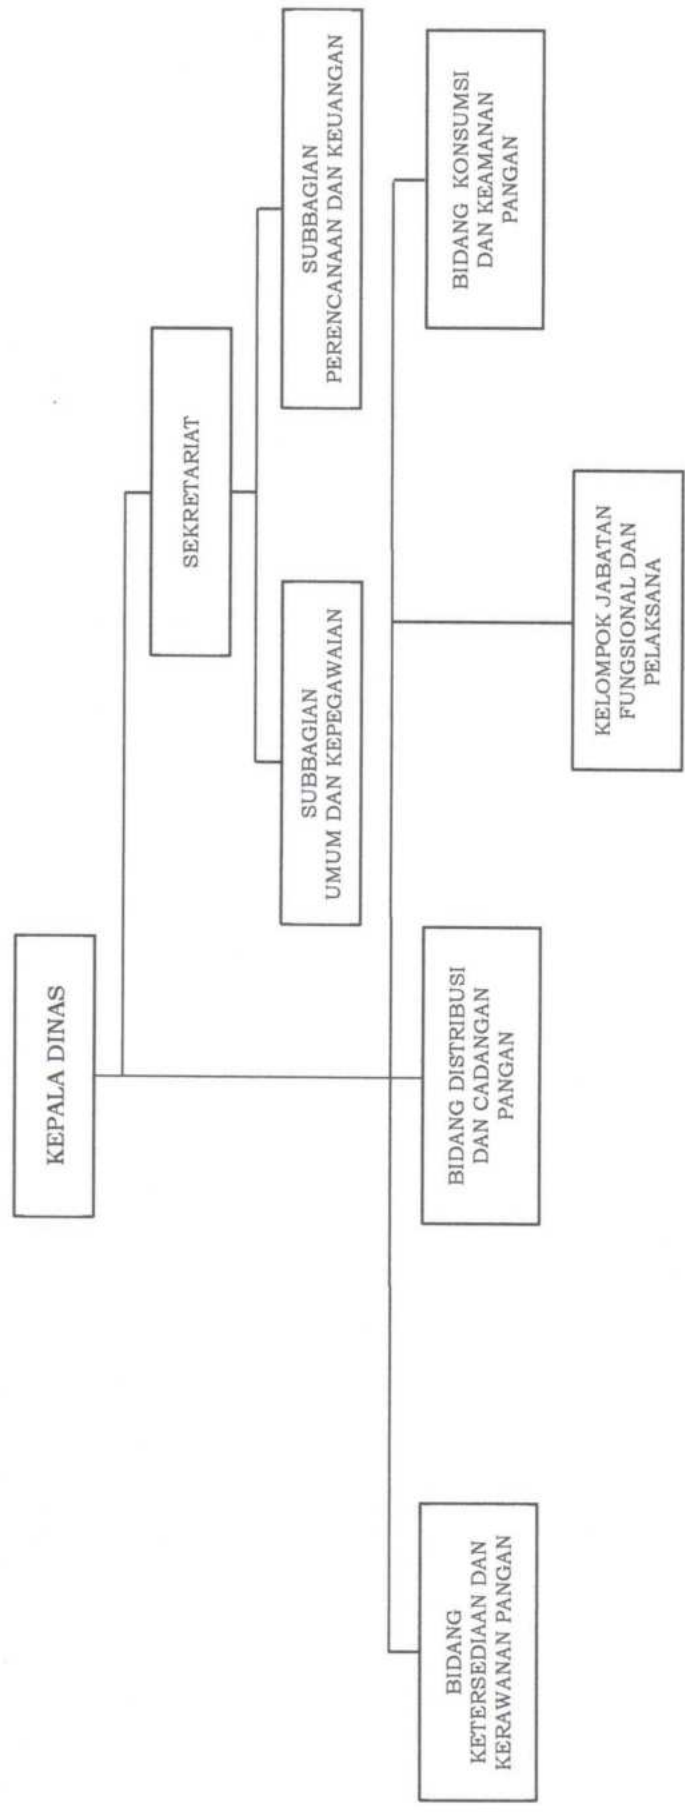 KEPALA DINAS
SEKRETARIAT
SUBBAGIAN
UMUM DAN KEPEGAWAIAN
SUBBAGIAN
PERENCANAAN DAN KEUANGAN
BIDANG
KETERSEDIAAN DAN
KERAWANAN PANGAN
BIDANG DISTRIBUSI
DAN CADANGAN
PANGAN
BIDANG KONSUMSI
DAN KEAMANAN
PANGAN
KELOMPOK JABATAN
FUNGSIONAL DAN
PELAKSANA